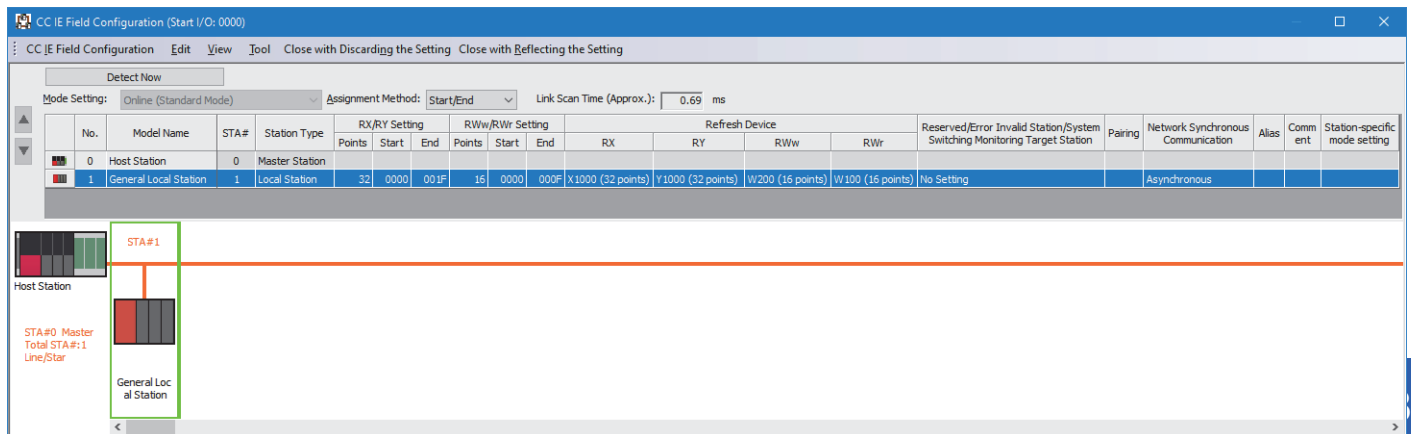 CC IE Field Configuration (Start I/O: 0000)
CC IE Field Configuration Edit View Tool Close with Discarding the Setting Close with Reflecting the Setting
Detect Now
Mode Setting: Online (Standard Mode) Assignment Method: Start/End Link Scan Time (Approx.): 0.69 ms
No. Model Name STA# Station Type RX/RY Setting RWw/RWr Setting Refresh Device Reserved/Error Invalid Station/System Switching Monitoring Target Station Pairing Network Synchronous Communication Alias Comment Station-specific mode setting
Points Start End Points Start End RX RY RWw RWr
0 Host Station 0 Master Station
1 General Local Station 1 Local Station 32 0000 001F 16 0000 000F X1000 (32 points) Y1000 (32 points) W200 (16 points) W100 (16 points) No Setting Asynchronous
STA#1
Host Station
STA#0 Master
Total STA#:1
Line/Star
General Loc
al Station